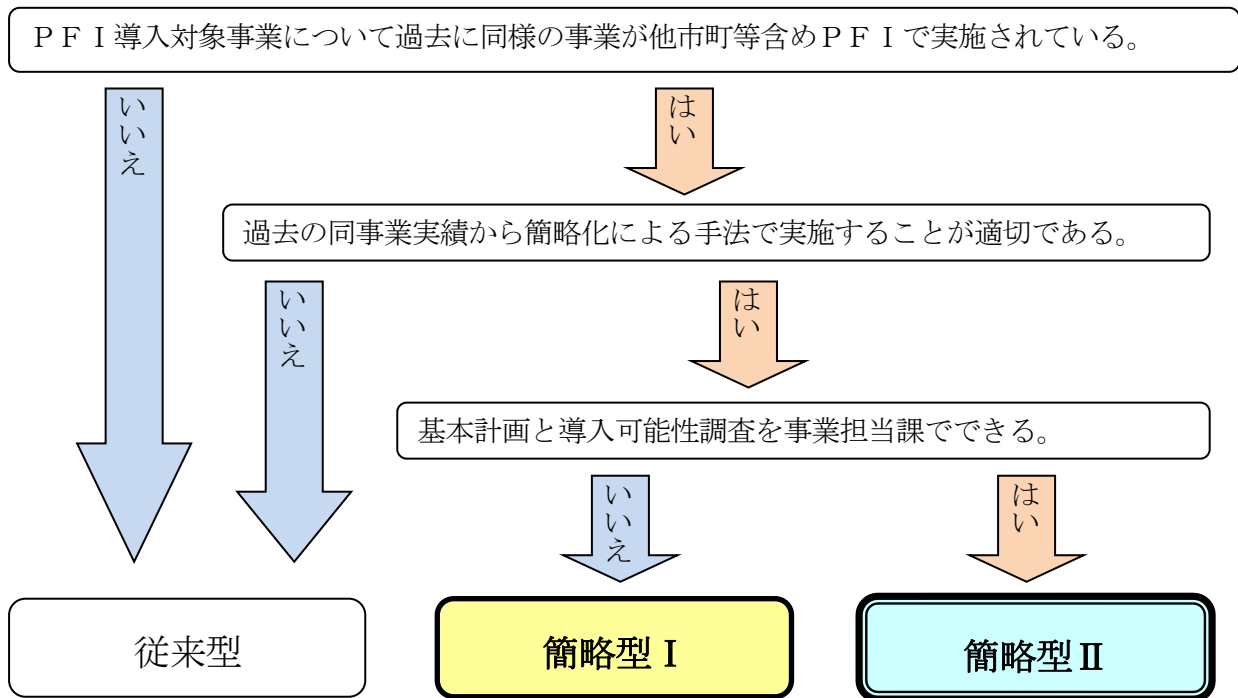 ＰＦＩ導入対象事業について過去に同様の事業が他市町等含めＰＦＩで実施されている。
いいえ
はい
過去の同事業実績から簡略化による手法で実施することが適切である。
いいえ
はい
基本計画と導入可能性調査を事業担当課でできる。
いいえ
はい
従来型
簡略型Ⅰ
簡略型Ⅱ